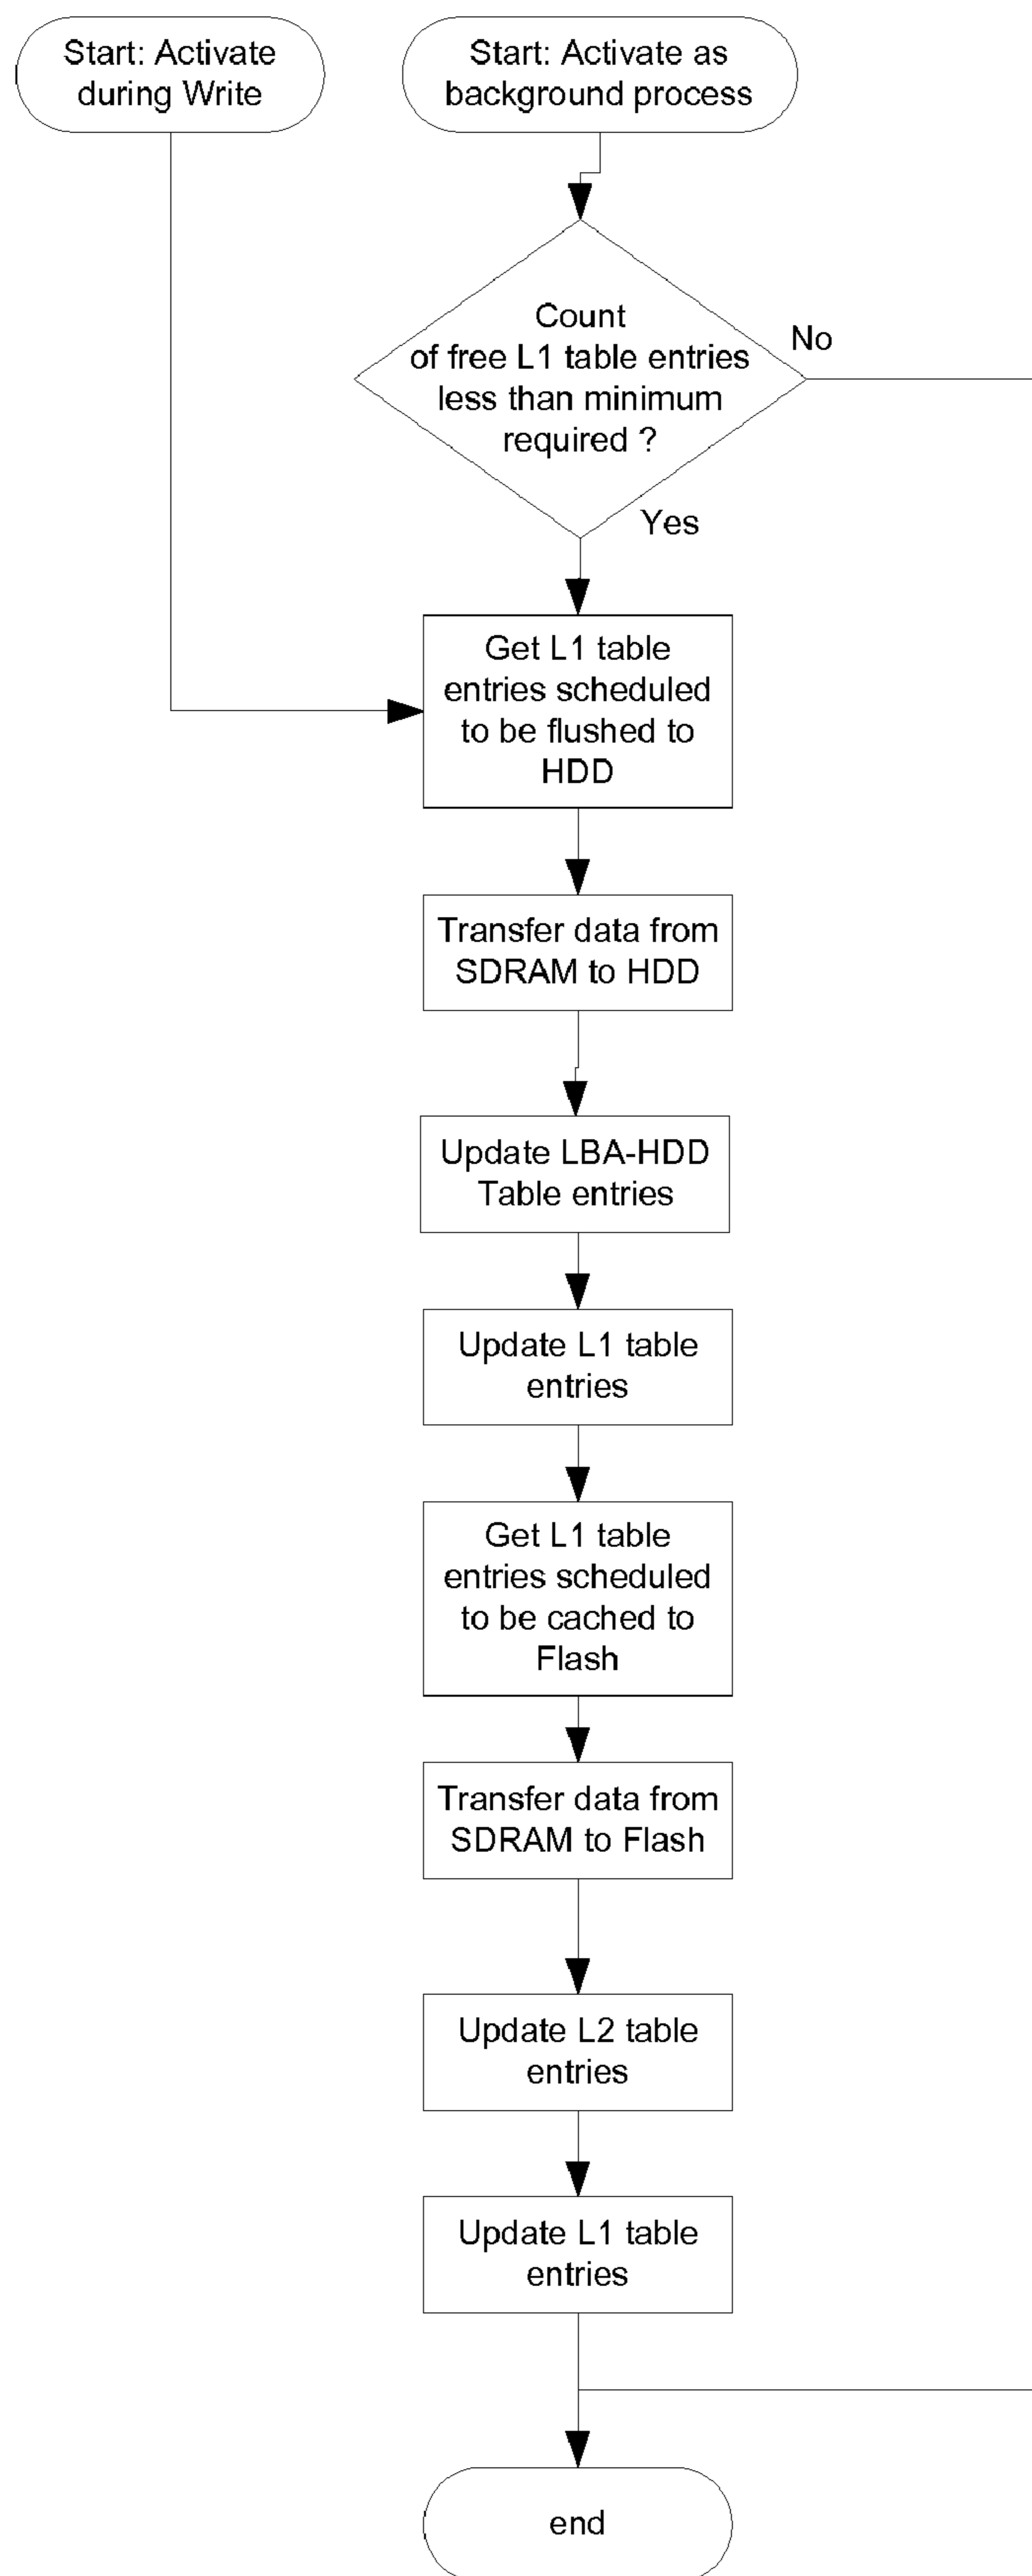 Start: Activate
during Write
Start: Activate as
background process
Count
of free L1 table entries
less than minimum
required ?
No
Yes
Get L1 table
entries scheduled
to be flushed to
HDD
Transfer data from
SDRAM to HDD
Update LBA-HDD
Table entries
Update L1 table
entries
Get L1 table
entries scheduled
to be cached to
Flash
Transfer data from
SDRAM to Flash
Update L2 table
entries
Update L1 table
entries
end